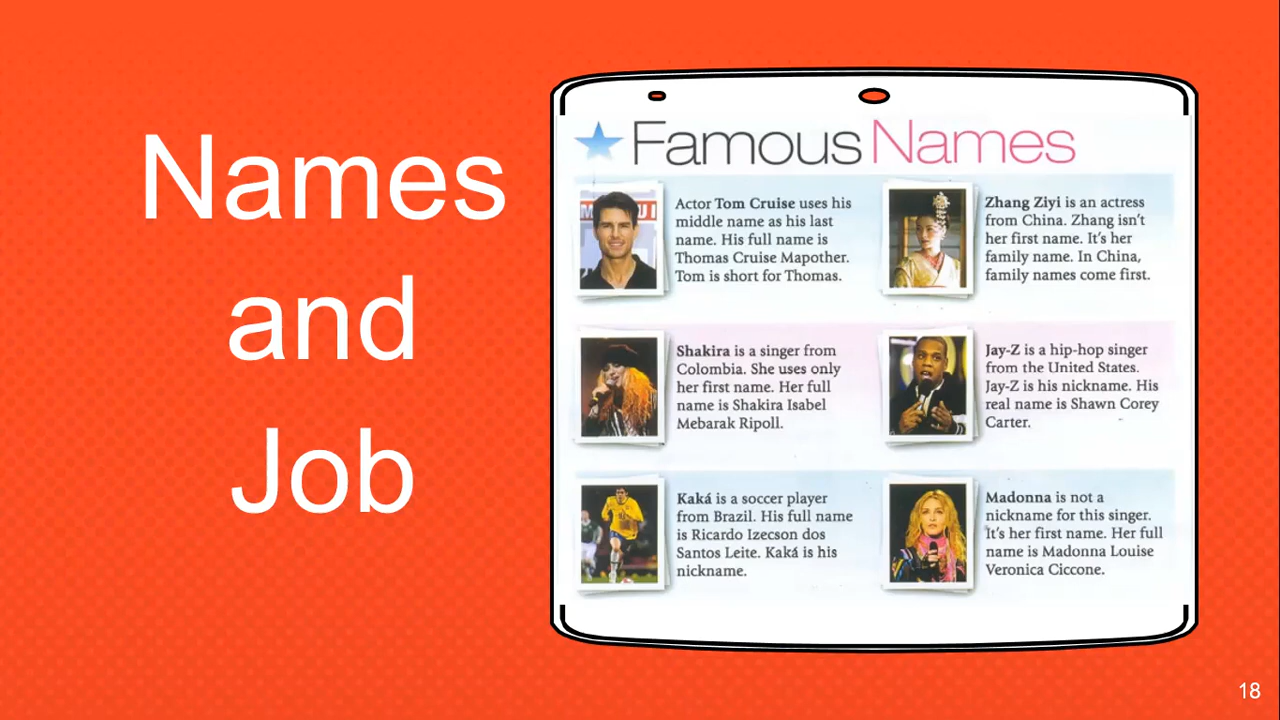 Names
and
Job
Famous Names
Actor Tom Cruise uses his
middle name as his last
name. His full name is
Thomas Cruise Mapother.
Tom is short for Thomas.
Zhang Ziyi is an actress
from China. Zhang isn't
her first name. It's her
family name. In China,
family names come first.
Shakira is a singer from
Colombia. She uses only
her first name. Her full
name is Shakira Isabel
Mebarak Ripoll.
Jay-Z is a hip-hop singer
from the United States.
Jay-Z is his nickname. His
real name is Shawn Corey
Carter.
Kaká is a soccer player
from Brazil. His full name
is Ricardo Izecson dos
Santos Leite. Kaká is his
nickname.
Madonna is not a
nickname for this singer.
It's her first name. Her full
name is Madonna Louise
Veronica Ciccone.
18